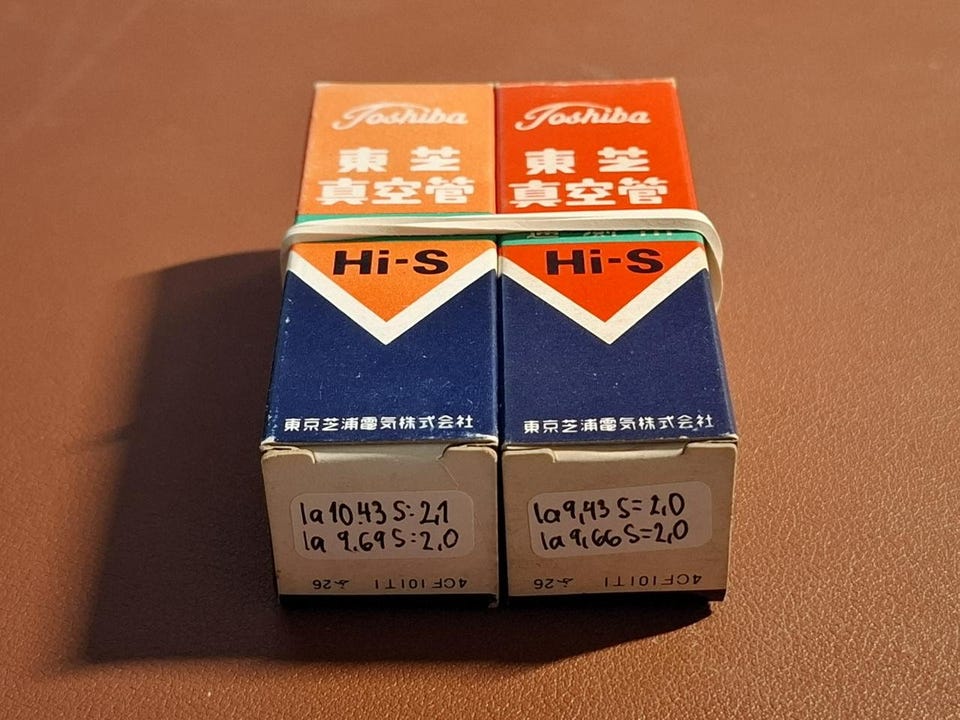 Toshiba
東芝
真空管
Hi-S
東京芝浦電気株式会社
Ia 10.43 S: 2,1
Ia 9.69 S: 2,0
4CF101T1
Toshiba
東芝
真空管
Hi-S
東京芝浦電気株式会社
Ia 9,43 S= 2,0
Ia 9,66 S=2,0
4CF101T1